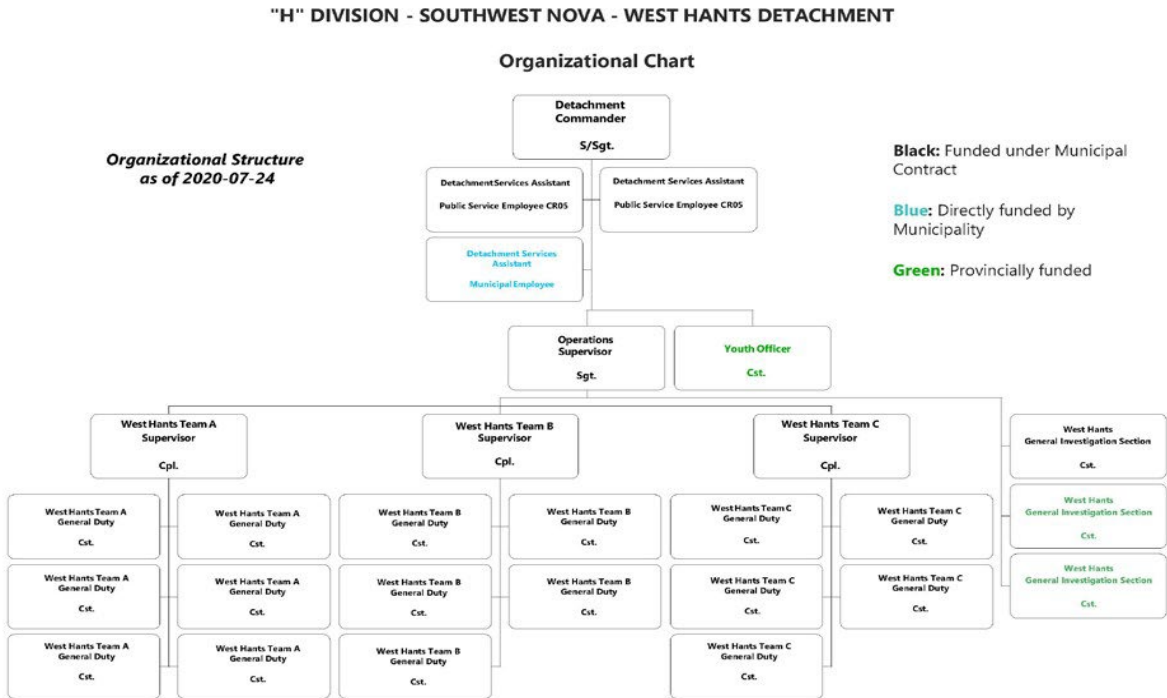 "H" DIVISION - SOUTHWEST NOVA - WEST HANTS DETACHMENT
Organizational Chart
Organizational Structure
as of 2020-07-24
Black: Funded under Municipal
Contract
Blue: Directly funded by
Municipality
Green: Provincially funded
Detachment
Commander
S/Sgt.
Detachment Services Assistant
Public Service Employee CR05
Detachment Services Assistant
Public Service Employee CR05
Detachment Services
Assistant
Municipal Employee
Operations
Supervisor
Sgt.
Youth Officer
Cst.
West Hants Team A
Supervisor
Cpl.
West Hants Team B
Supervisor
Cpl.
West Hants Team C
Supervisor
Cpl.
West Hants
General Investigation Section
Cst.
West Hants Team A
General Duty
Cst.
West Hants Team A
General Duty
Cst.
West Hants Team B
General Duty
Cst.
West Hants Team B
General Duty
Cst.
West Hants Team C
General Duty
Cst.
West Hants Team C
General Duty
Cst.
West Hants
General Investigation Section
Cst.
West Hants Team A
General Duty
Cst.
West Hants Team A
General Duty
Cst.
West Hants Team B
General Duty
Cst.
West Hants Team B
General Duty
Cst.
West Hants Team C
General Duty
Cst.
West Hants Team C
General Duty
Cst.
West Hants
General Investigation Section
Cst.
West Hants Team A
General Duty
Cst.
West Hants Team A
General Duty
Cst.
West Hants Team B
General Duty
Cst.
West Hants Team C
General Duty
Cst.